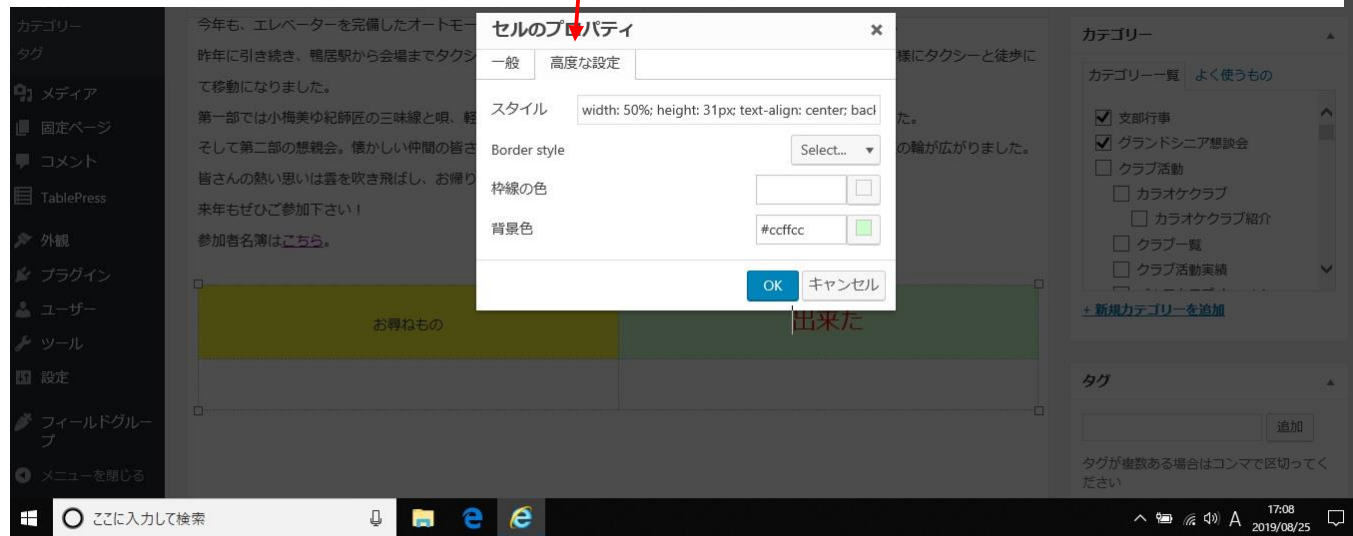 カテゴリー
タグ
メディア
固定ページ
コメント
TablePress
外観
プラグイン
ユーザー
ツール
設定
フィールドグルー
プ
メニューを閉じる
今年も、エレベーターを完備したオートモー
昨年に引き続き、鴨居駅から会場までタクシ
様にタクシーと徒歩に
て移動になりました。
第一部では小梅美ゆ紀師匠の三味線と唄、軽
た。
そして第二部の懇親会。懐かしい仲間の皆さ
の輪が広がりました。
皆さんの熱い思いは雲を吹き飛ばし、お帰り
来年もぜひご参加下さい！
参加者名簿はこちら。
お尋ねもの
出来た
セルのプロパティ
×
一般 高度な設定
スタイル width: 50%; height: 31px; text-align: center; bac
Border style Select...
枠線の色
背景色 #ccffcc
OK キャンセル
カテゴリー
カテゴリー一覧 よく使うもの
支部行事
グランドシニア懇談会
クラブ活動
カラオケクラブ
カラオケクラブ紹介
クラブ一覧
クラブ活動実績
+ 新規カテゴリーを追加
タグ
追加
タグが複数ある場合はコンマで区切ってく
ださい
ここに入力して検索
A
17:08
2019/08/25